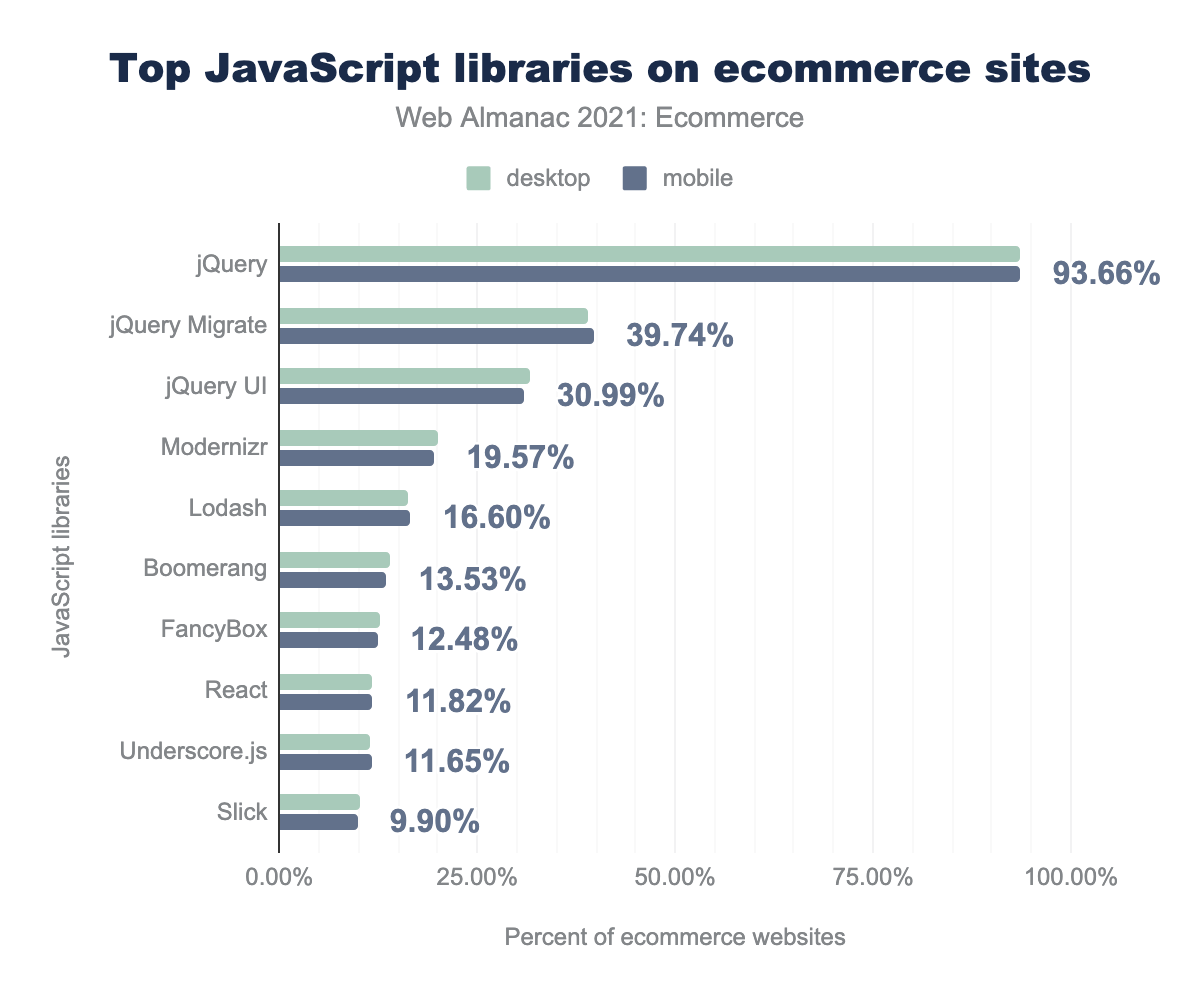 Top JavaScript libraries on ecommerce sites
Web Almanac 2021: Ecommerce
desktop mobile
jQuery 93.66%
jQuery Migrate 39.74%
jQuery UI 30.99%
Modernizr 19.57%
Lodash 16.60%
Boomerang 13.53%
FancyBox 12.48%
React 11.82%
Underscore.js 11.65%
Slick 9.90%
JavaScript libraries
0.00% 25.00% 50.00% 75.00% 100.00%
Percent of ecommerce websites